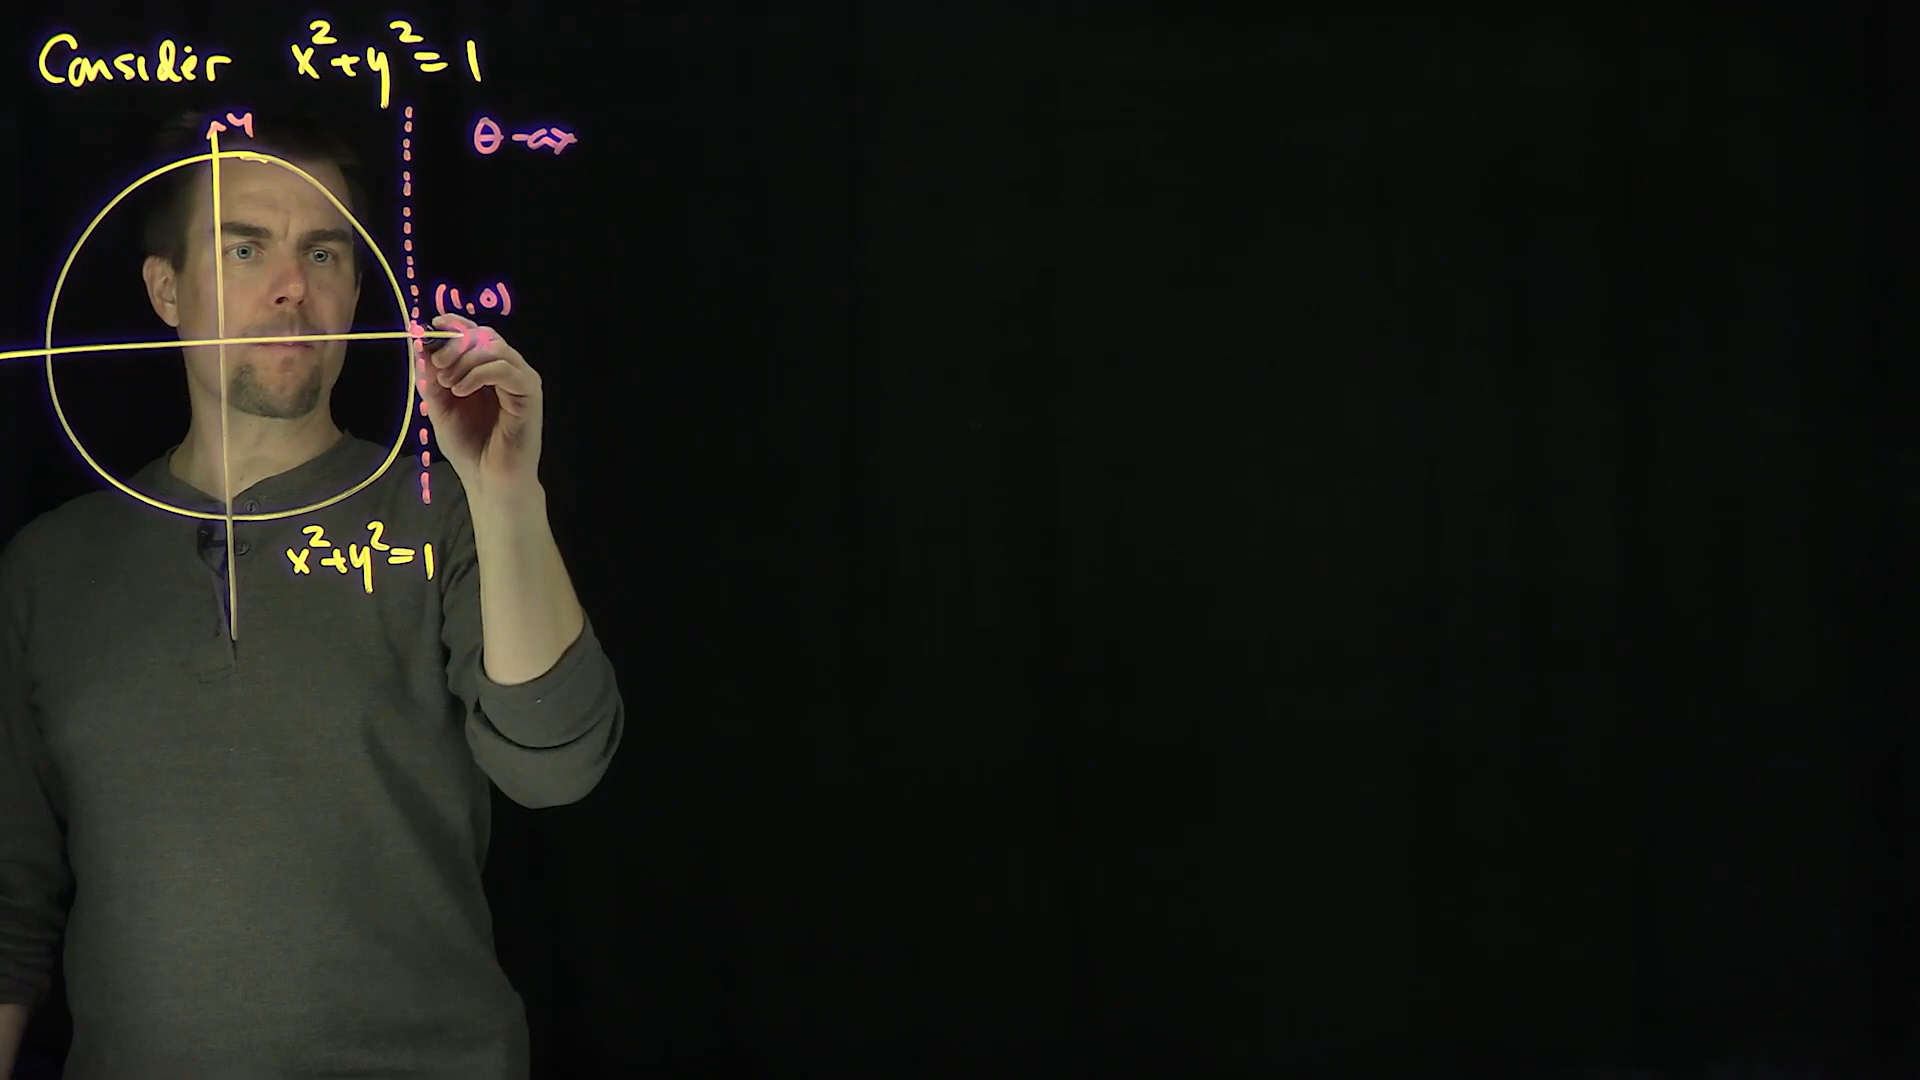 Consider x²+y²=1
y
θ-ax
(1,0)
x
x²+y²=1